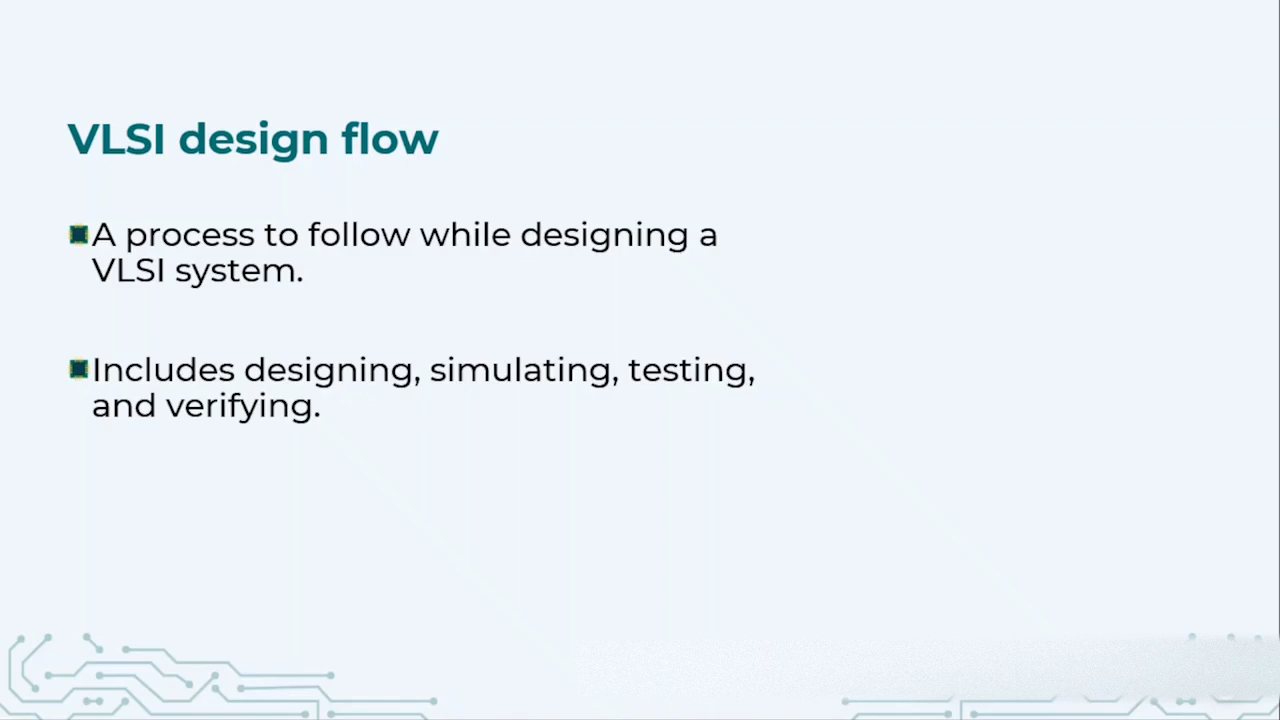 VLSI design flow
A process to follow while designing a
VLSI system.
Includes designing, simulating, testing,
and verifying.